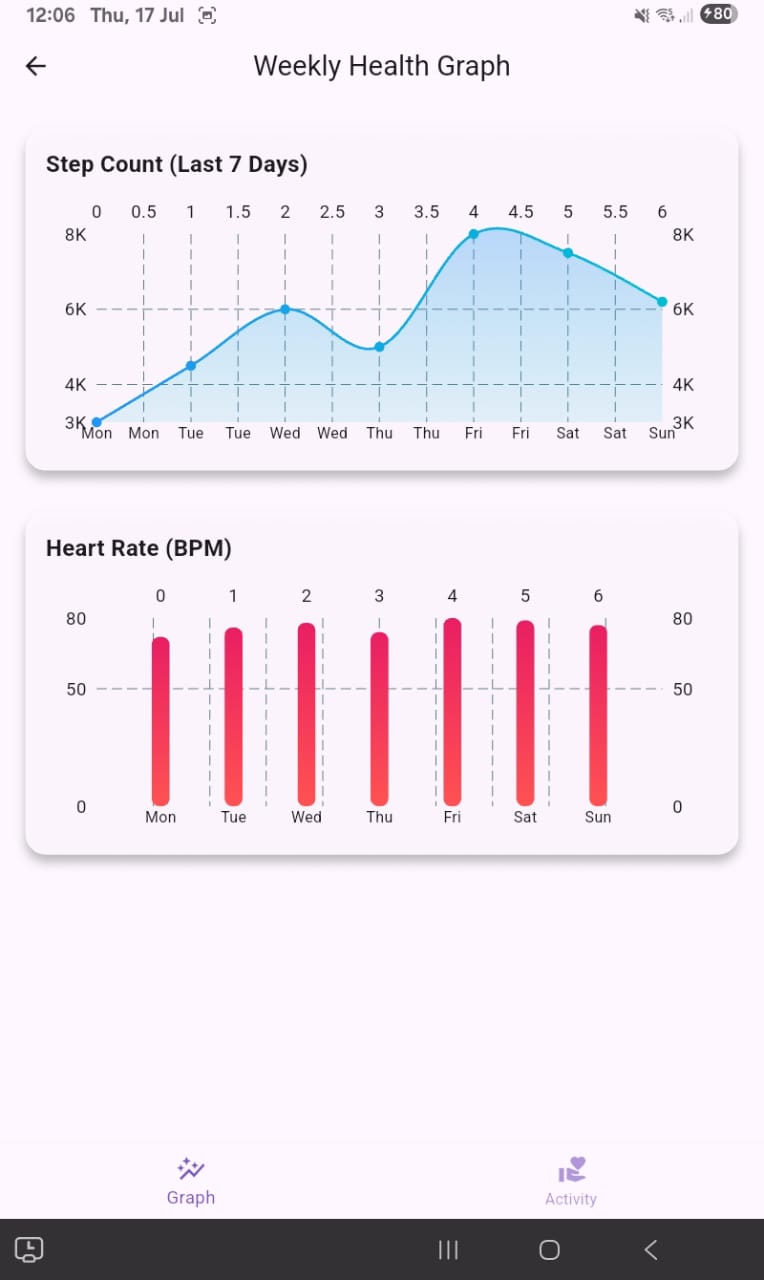 12:06 Thu, 17 Jul 80
Weekly Health Graph
Step Count (Last 7 Days)
0 0.5 1 1.5 2 2.5 3 3.5 4 4.5 5 5.5 6
8K 8K
6K 6K
4K 4K
3K 3K
Mon Mon Tue Tue Wed Wed Thu Thu Fri Fri Sat Sat Sun
Heart Rate (BPM)
0 1 2 3 4 5 6
80 80
50 50
0 0
Mon Tue Wed Thu Fri Sat Sun
Graph Activity